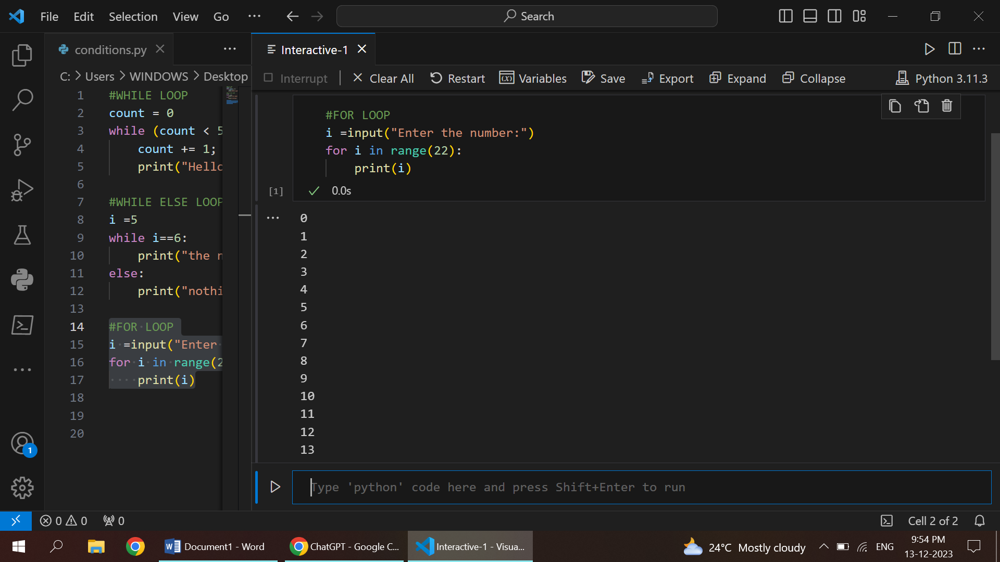 File Edit Selection View Go ... Search
conditions.py
Interactive-1
C: > Users > WINDOWS > Desktop
Interrupt | Clear All Restart Variables Save Export Expand Collapse Python 3.11.3
1 #WHILE LOOP
2 count = 0
3 while (count < 5
4 count += 1;
5 print("Hello
6
7 #WHILE ELSE LOOP
8 i =5
9 while i==6:
10 print("the n
11 else:
12 print("nothi
13
14 #FOR LOOP
15 i =input("Enter
16 for i in range(2
17 print(i)
18
19
20
#FOR LOOP
i =input("Enter the number:")
for i in range(22):
print(i)
[1] 0.0s
...
0
1
2
3
4
5
6
7
8
9
10
11
12
13
Type 'python' code here and press Shift+Enter to run
1
0 0 0
Cell 2 of 2
Document1 - Word
ChatGPT - Google C...
Interactive-1 - Visua...
24°C Mostly cloudy
ENG
9:54 PM
13-12-2023